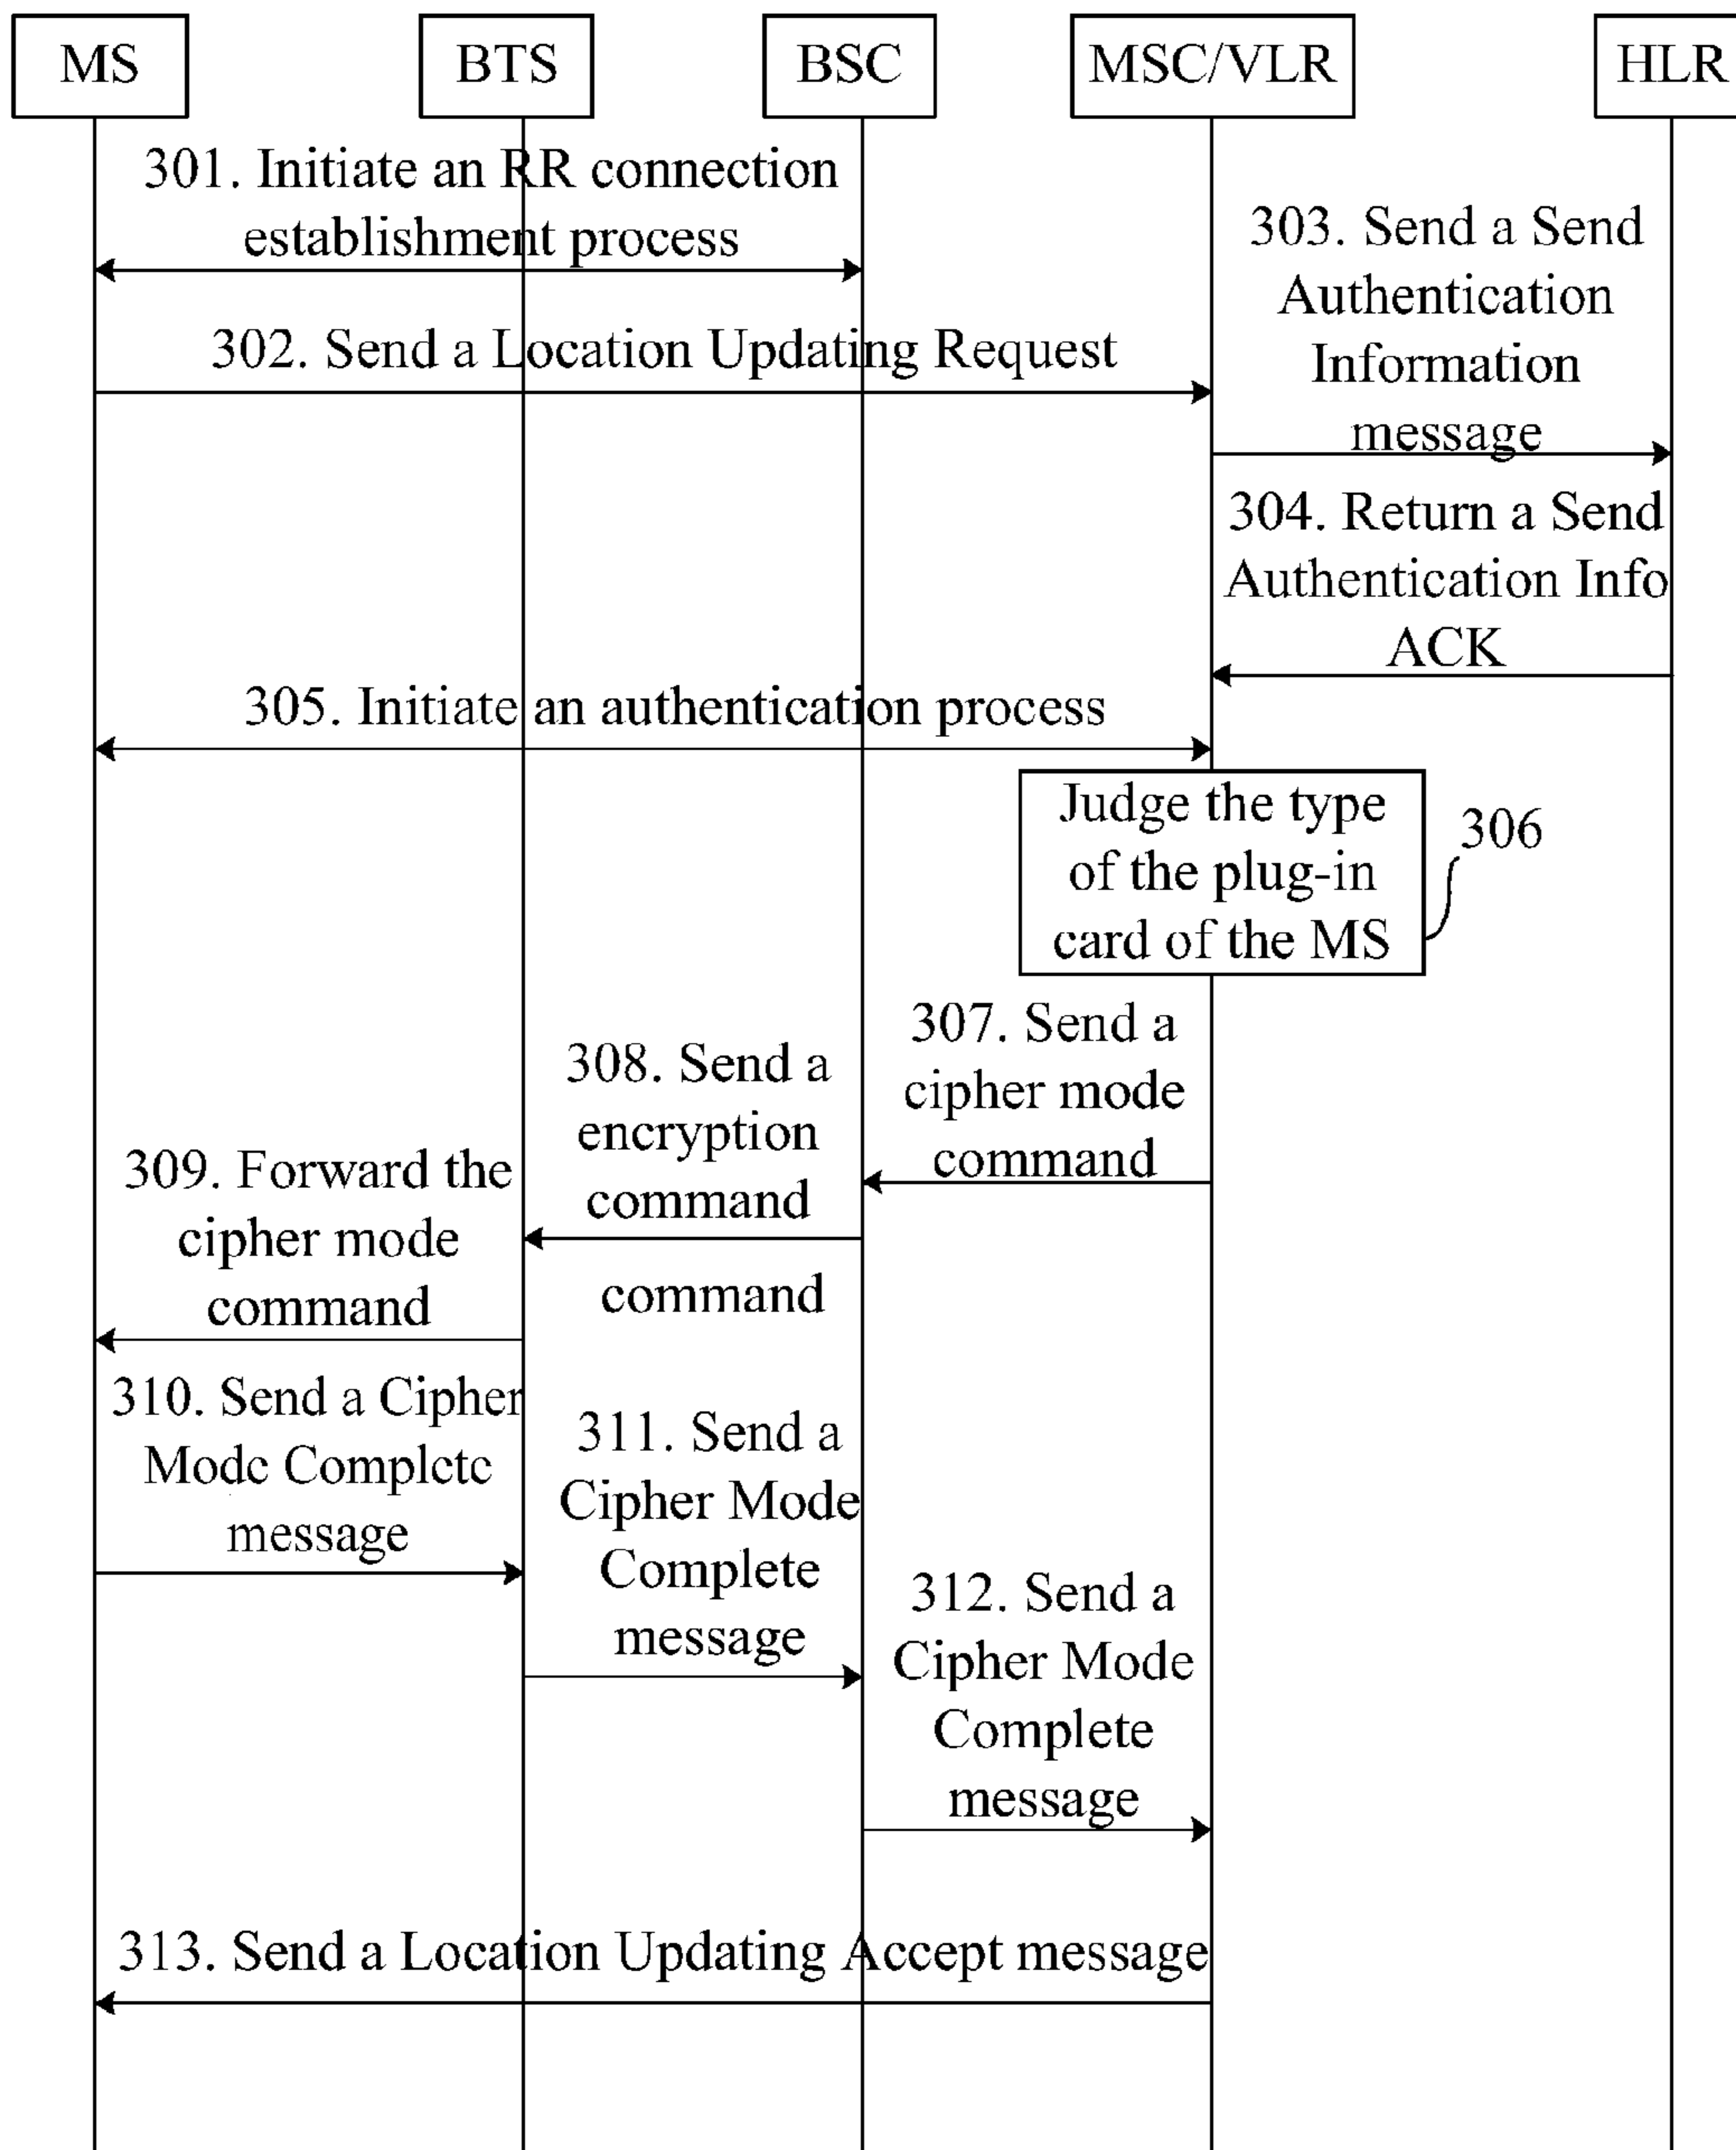 MS
BTS
BSC
MSC/VLR
HLR
301. Initiate an RR connection
establishment process
302. Send a Location Updating Request
303. Send a Send
Authentication
Information
message
304. Return a Send
Authentication Info
ACK
305. Initiate an authentication process
Judge the type
of the plug-in
card of the MS
306
307. Send a
cipher mode
command
308. Send a
encryption
command
command
309. Forward the
cipher mode
command
310. Send a Cipher
Mode Complete
message
311. Send a
Cipher Mode
Complete
message
312. Send a
Cipher Mode
Complete
message
313. Send a Location Updating Accept message